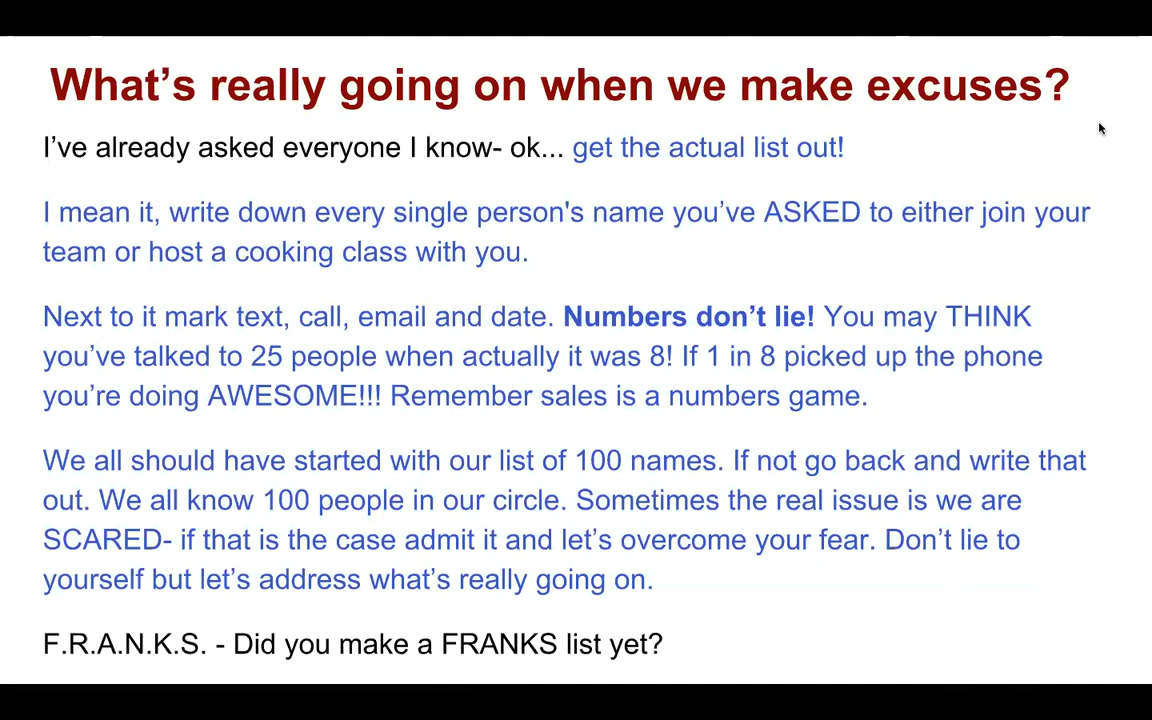 What’s really going on when we make excuses?
I’ve already asked everyone I know- ok... get the actual list out!
I mean it, write down every single person's name you’ve ASKED to either join your
team or host a cooking class with you.
Next to it mark text, call, email and date. Numbers don’t lie! You may THINK
you’ve talked to 25 people when actually it was 8! If 1 in 8 picked up the phone
you’re doing AWESOME!!! Remember sales is a numbers game.
We all should have started with our list of 100 names. If not go back and write that
out. We all know 100 people in our circle. Sometimes the real issue is we are
SCARED- if that is the case admit it and let’s overcome your fear. Don’t lie to
yourself but let’s address what’s really going on.
F.R.A.N.K.S. - Did you make a FRANKS list yet?